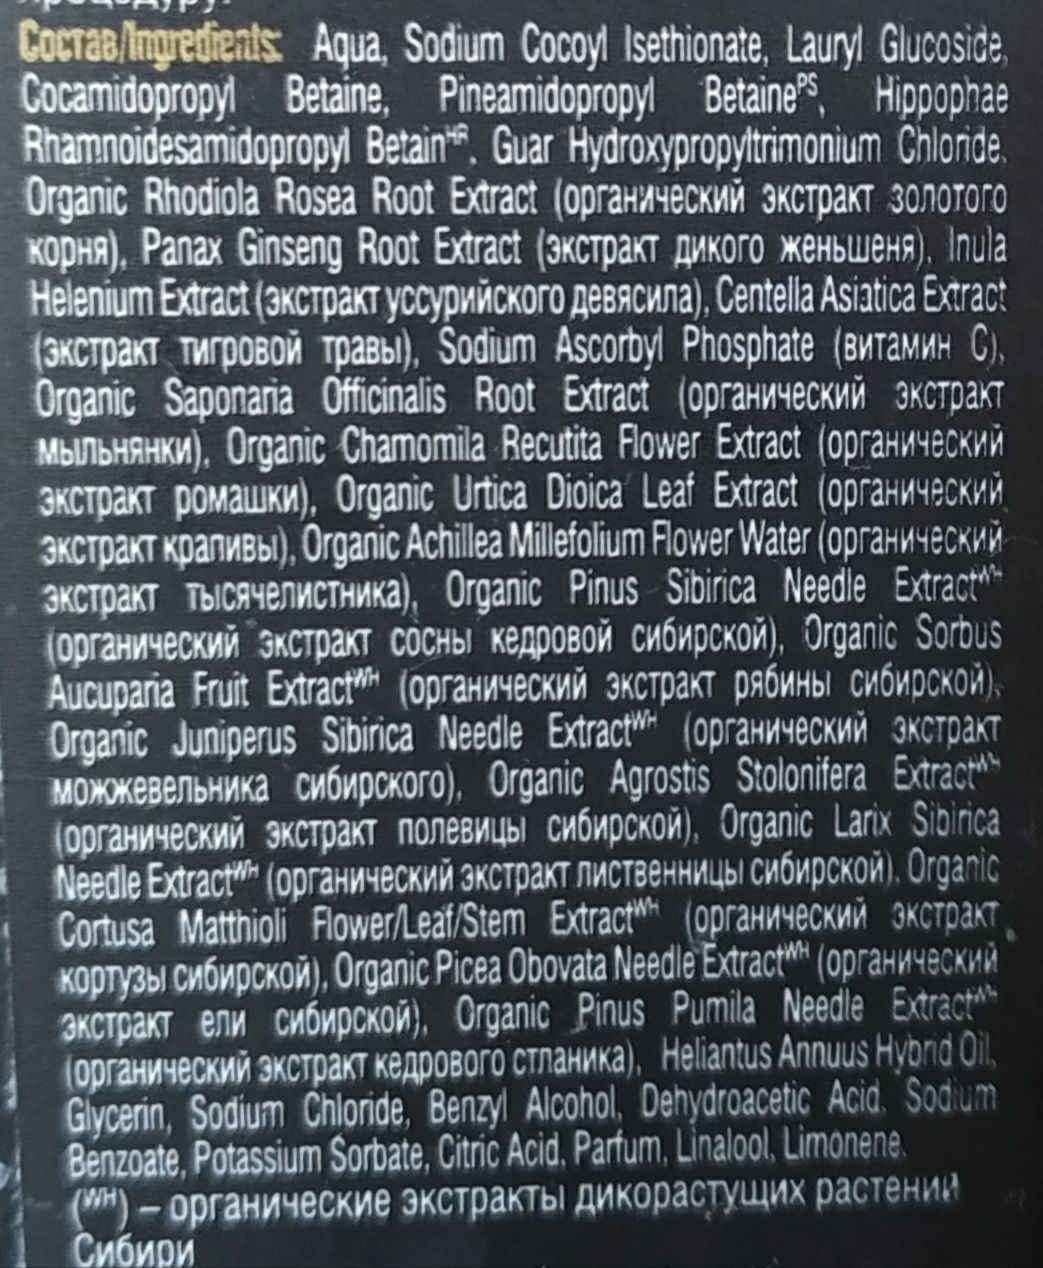 процедуру.
Состав/Ingredients: Aqua, Sodium Cocoyl Isethionate, Lauryl Glucoside,
Cocamidopropyl Betaine, Pineamidopropyl Betaine^PS, Hippophae
Rhamnoidesamidopropyl Betain^HR, Guar Hydroxypropyltrimonium Chloride,
Organic Rhodiola Rosea Root Extract (органический экстракт золотого
корня), Panax Ginseng Root Extract (экстракт дикого женьшеня), Inula
Helenium Extract (экстракт уссурийского девясила), Centella Asiatica Extract
(экстракт тигровой травы), Sodium Ascorbyl Phosphate (витамин С),
Organic Saponaria Officinalis Root Extract (органический экстракт
мыльнянки), Organic Chamomila Recutita Flower Extract (органический
экстракт ромашки), Organic Urtica Dioica Leaf Extract (органический
экстракт крапивы), Organic Achillea Millefolium Flower Water (органический
экстракт тысячелистника), Organic Pinus Sibirica Needle Extract^WH
(органический экстракт сосны кедровой сибирской), Organic Sorbus
Aucuparia Fruit Extract^WH (органический экстракт рябины сибирской),
Organic Juniperus Sibirica Needle Extract^WH (органический экстракт
можжевельника сибирского), Organic Agrostis Stolonifera Extract^WH
(органический экстракт полевицы сибирской), Organic Larix Sibirica
Needle Extract^WH (органический экстракт лиственницы сибирской), Organic
Cortusa Matthioli Flower/Leaf/Stem Extract^WH (органический экстракт
кортузы сибирской), Organic Picea Obovata Needle Extract^WH (органический
экстракт ели сибирской), Organic Pinus Pumila Needle Extract^WH
(органический экстракт кедрового стланика), Heliantus Annuus Hybrid Oil,
Glycerin, Sodium Chloride, Benzyl Alcohol, Dehydroacetic Acid, Sodium
Benzoate, Potassium Sorbate, Citric Acid, Parfum, Linalool, Limonene.
(^WH) – органические экстракты дикорастущих растений
Сибири